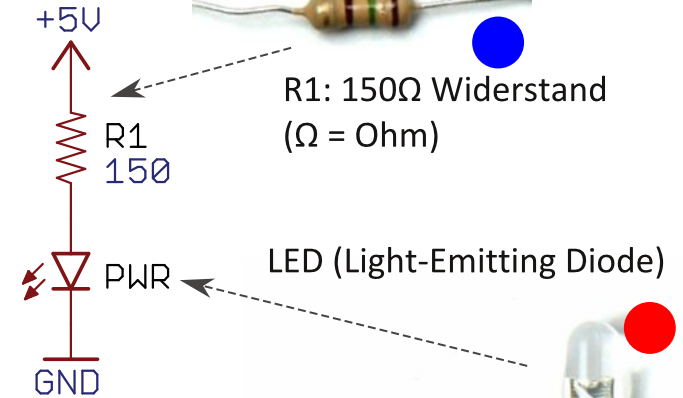 +5V
R1: 150Ω Widerstand
(Ω = Ohm)
R1
150
LED (Light-Emitting Diode)
PWR
GND